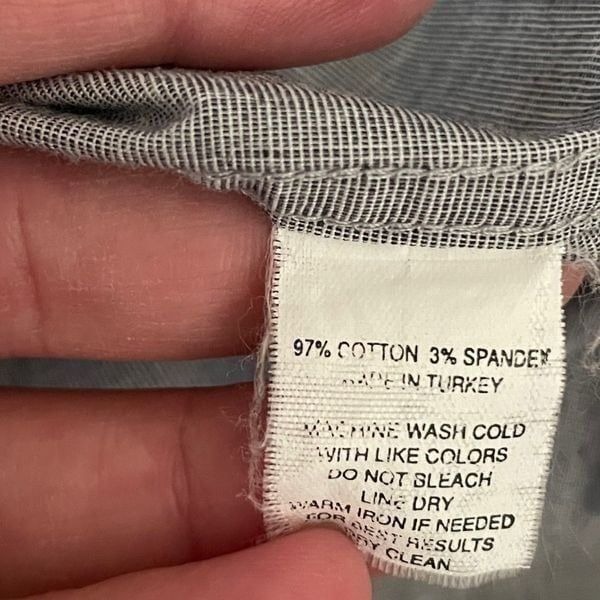 97% COTTON 3% SPANDEX
MADE IN TURKEY
MACHINE WASH COLD
WITH LIKE COLORS
DO NOT BLEACH
LINE DRY
WARM IRON IF NEEDED
FOR BEST RESULTS
DRY CLEAN